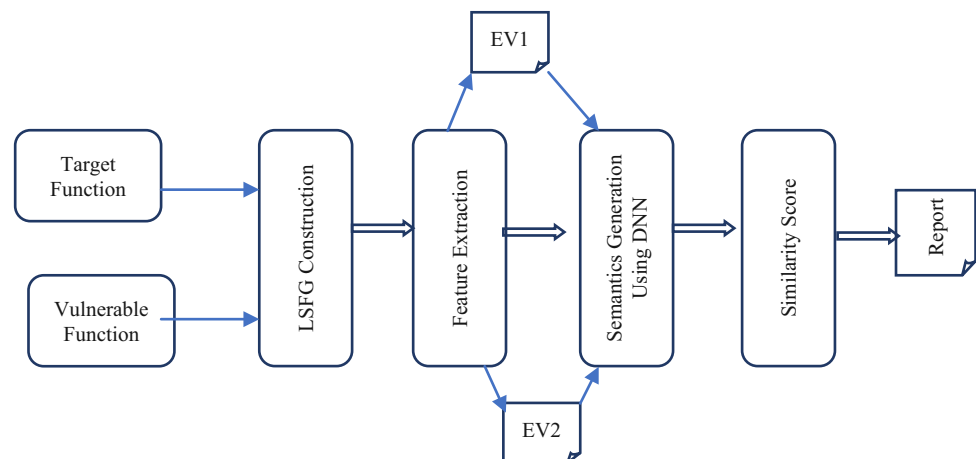 EV1
Target
Function
Vulnerable
Function
LSFG Construction
Feature Extraction
Semantics Generation
Using DNN
Similarity Score
Report
EV2